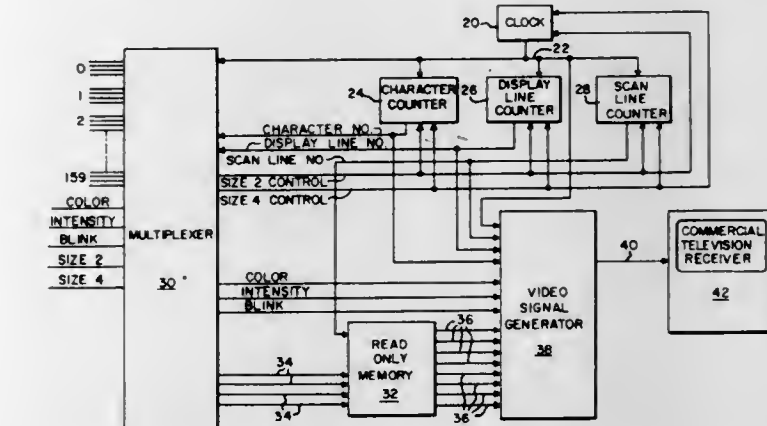 20
CLOCK
22
0
1
2
159
24
CHARACTER
COUNTER
26
DISPLAY
LINE
COUNTER
28
SCAN
LINE
COUNTER
CHARACTER NO.
DISPLAY LINE NO.
SCAN LINE NO.
SIZE 2 CONTROL
SIZE 4 CONTROL
COLOR
INTENSITY
BLINK
SIZE 2
SIZE 4
MULTIPLEXER
30
COLOR
INTENSITY
BLINK
34
34
READ
ONLY
MEMORY
32
36
36
VIDEO
SIGNAL
GENERATOR
38
40
COMMERCIAL
TELEVISION
RECEIVER
42